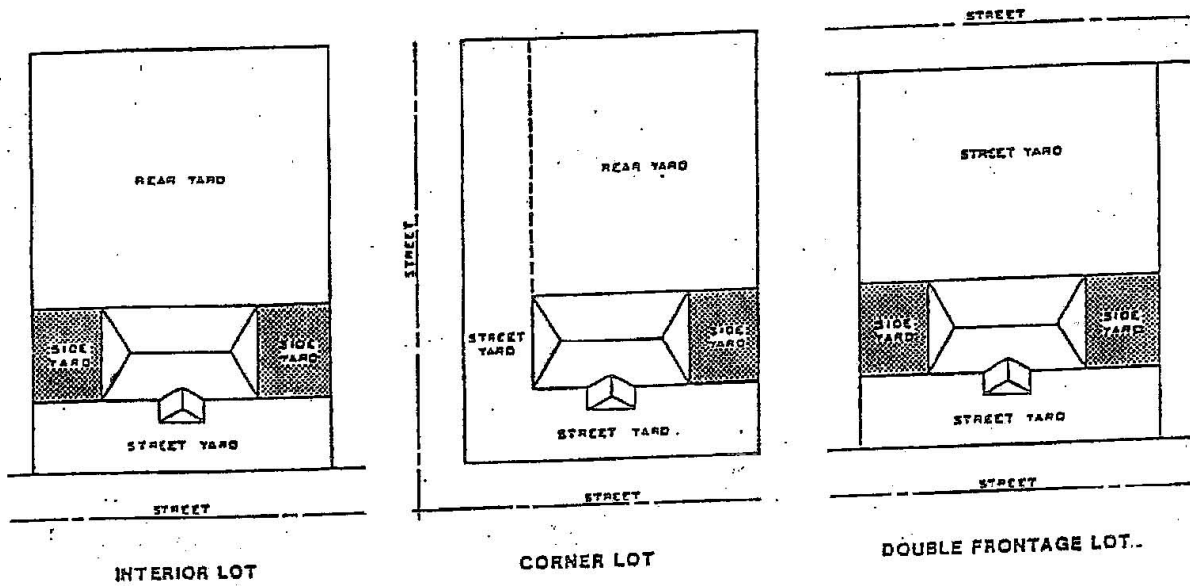 REAR YARD
SIDE
YARD
SIDE
YARD
STREET YARD
STREET
INTERIOR LOT
STREET
REAR YARD
STREET
YARD
SIDE
YARD
STREET YARD.
STREET
CORNER LOT
STREET
STREET YARD
SIDE
YARD
SIDE
YARD
STREET YARD
STREET
DOUBLE FRONTAGE LOT